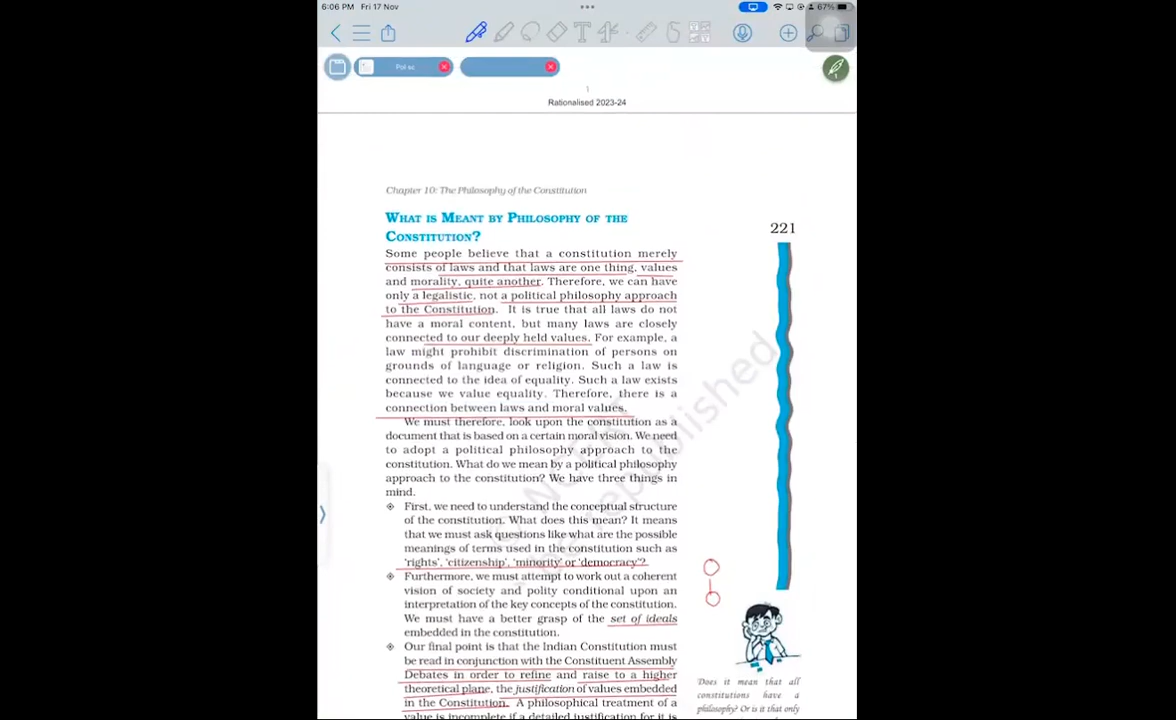 6:06 PM Fri 17 Nov
67%
Pol sc
1
Rationalised 2023-24
Chapter 10: The Philosophy of the Constitution
WHAT IS MEANT BY PHILOSOPHY OF THE
CONSTITUTION?
221
Some people believe that a constitution merely
consists of laws and that laws are one thing, values
and morality, quite another. Therefore, we can have
only a legalistic, not a political philosophy approach
to the Constitution. It is true that all laws do not
have a moral content, but many laws are closely
connected to our deeply held values. For example, a
law might prohibit discrimination of persons on
grounds of language or religion. Such a law is
connected to the idea of equality. Such a law exists
because we value equality. Therefore, there is a
connection between laws and moral values.
We must therefore, look upon the constitution as a
document that is based on a certain moral vision. We need
to adopt a political philosophy approach to the
constitution. What do we mean by a political philosophy
approach to the constitution? We have three things in
mind.
First, we need to understand the conceptual structure
of the constitution. What does this mean? It means
that we must ask questions like what are the possible
meanings of terms used in the constitution such as
‘rights’, ‘citizenship’, ‘minority’ or ‘democracy’?
Furthermore, we must attempt to work out a coherent
vision of society and polity conditional upon an
interpretation of the key concepts of the constitution.
We must have a better grasp of the set of ideals
embedded in the constitution.
Our final point is that the Indian Constitution must
be read in conjunction with the Constituent Assembly
Debates in order to refine and raise to a higher
theoretical plane, the justification of values embedded
in the Constitution. A philosophical treatment of a
value is incomplete if a detailed justification for it is
Does it mean that all
constitutions have a
philosophy? Or is it that only
© NCERT
be republished